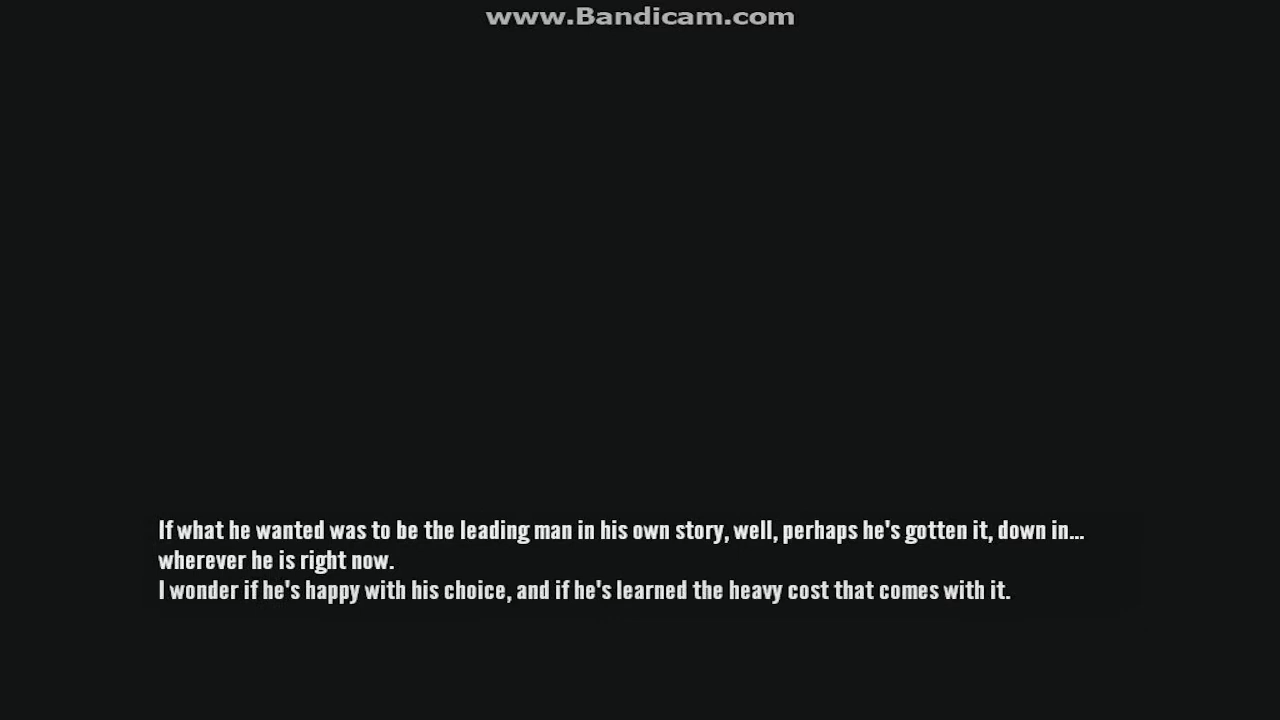 www.Bandicam.com
If what he wanted was to be the leading man in his own story, well, perhaps he's gotten it, down in...
wherever he is right now.
I wonder if he's happy with his choice, and if he's learned the heavy cost that comes with it.